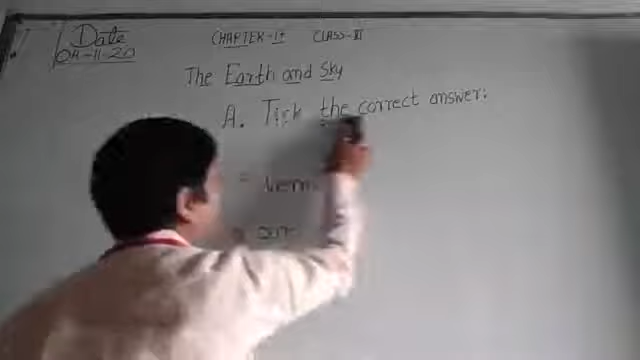 Date
04-11-20
CHAPTER-17 CLASS-III
The Earth and Sky
A. Tick the correct answer: